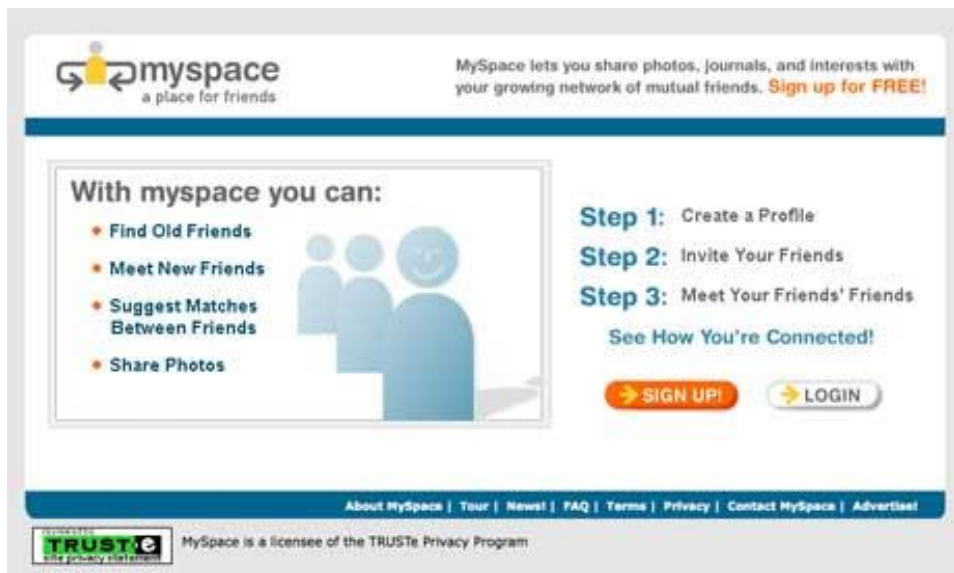 myspace
a place for friends
MySpace lets you share photos, journals, and interests with
your growing network of mutual friends. Sign up for FREE!
With myspace you can:
• Find Old Friends
• Meet New Friends
• Suggest Matches
Between Friends
• Share Photos
Step 1: Create a Profile
Step 2: Invite Your Friends
Step 3: Meet Your Friends' Friends
See How You're Connected!
SIGN UP!
LOGIN
About MySpace | Tour | News! | FAQ | Terms | Privacy | Contact MySpace | Advertise!
TRUST•e
site privacy statement
MySpace is a licensee of the TRUSTe Privacy Program